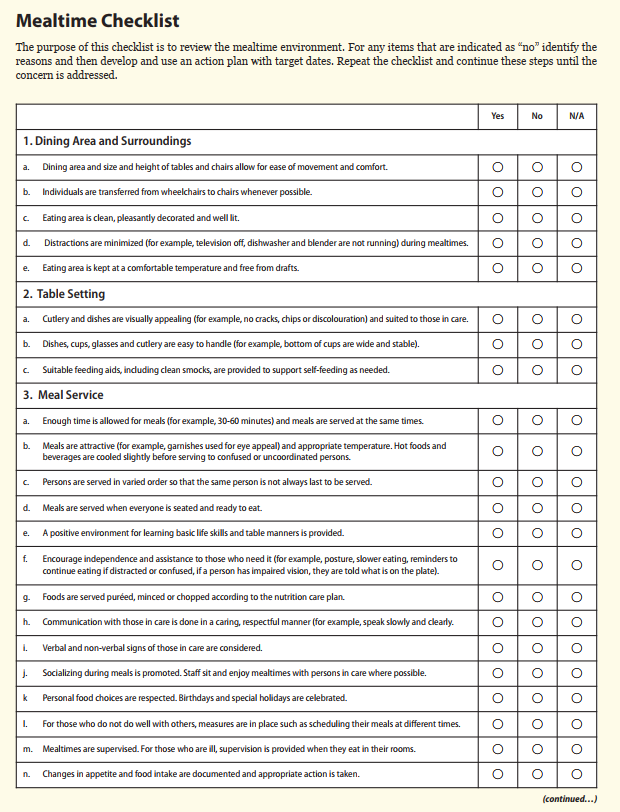 Mealtime Checklist
The purpose of this checklist is to review the mealtime environment. For any items that are indicated as “no” identify the
reasons and then develop and use an action plan with target dates. Repeat the checklist and continue these steps until the
concern is addressed.
Yes No N/A
1. Dining Area and Surroundings
a. Dining area and size and height of tables and chairs allow for ease of movement and comfort.
b. Individuals are transferred from wheelchairs to chairs whenever possible.
c. Eating area is clean, pleasantly decorated and well lit.
d. Distractions are minimized (for example, television off, dishwasher and blender are not running) during mealtimes.
e. Eating area is kept at a comfortable temperature and free from drafts.
2. Table Setting
a. Cutlery and dishes are visually appealing (for example, no cracks, chips or discolouration) and suited to those in care.
b. Dishes, cups, glasses and cutlery are easy to handle (for example, bottom of cups are wide and stable).
c. Suitable feeding aids, including clean smocks, are provided to support self-feeding as needed.
3. Meal Service
a. Enough time is allowed for meals (for example, 30-60 minutes) and meals are served at the same times.
b. Meals are attractive (for example, garnishes used for eye appeal) and appropriate temperature. Hot foods and
beverages are cooled slightly before serving to confused or uncoordinated persons.
c. Persons are served in varied order so that the same person is not always last to be served.
d. Meals are served when everyone is seated and ready to eat.
e. A positive environment for learning basic life skills and table manners is provided.
f. Encourage independence and assistance to those who need it (for example, posture, slower eating, reminders to
continue eating if distracted or confused, if a person has impaired vision, they are told what is on the plate).
g. Foods are served puréed, minced or chopped according to the nutrition care plan.
h. Communication with those in care is done in a caring, respectful manner (for example, speak slowly and clearly.
i. Verbal and non-verbal signs of those in care are considered.
j. Socializing during meals is promoted. Staff sit and enjoy mealtimes with persons in care where possible.
k Personal food choices are respected. Birthdays and special holidays are celebrated.
l. For those who do not do well with others, measures are in place such as scheduling their meals at different times.
m. Mealtimes are supervised. For those who are ill, supervision is provided when they eat in their rooms.
n. Changes in appetite and food intake are documented and appropriate action is taken.
(continued...)